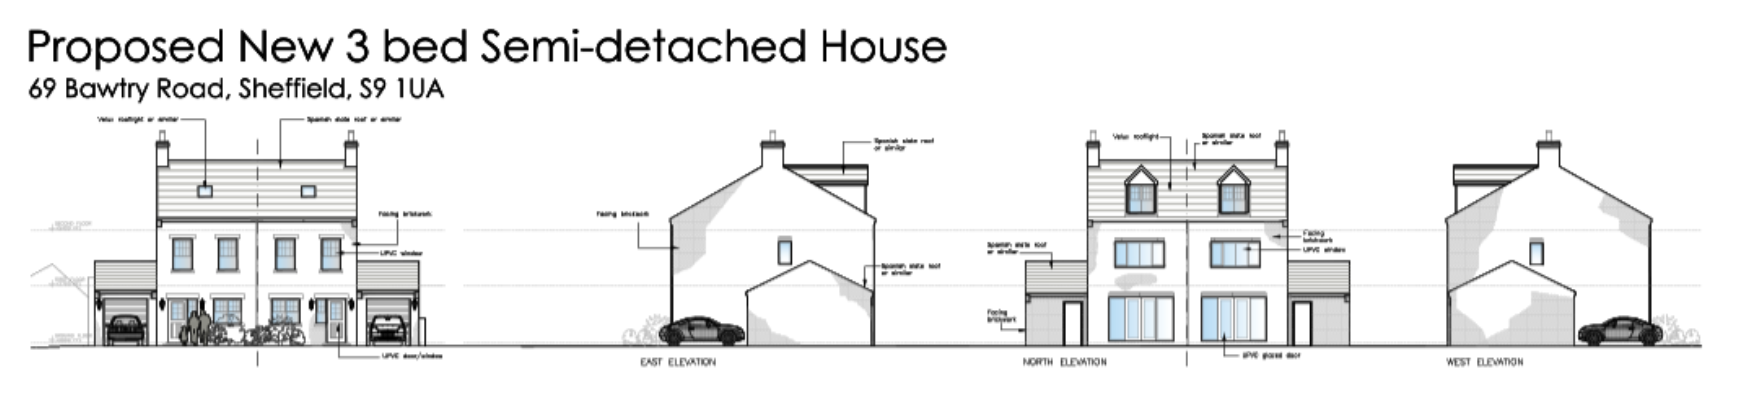 Proposed New 3 bed Semi-detached House
69 Bawtry Road, Sheffield, S9 1UA
Velux rooflight or similar
Spanish slate roof or similar
Facing brickwork
UPVC window
UPVC door/window
Facing brickwork
Spanish slate roof
or similar
Spanish slate roof
or similar
EAST ELEVATION
Velux rooflight
Spanish slate roof
or similar
Spanish slate roof
or similar
Facing
brickwork
UPVC window
Facing
brickwork
UPVC glazed door
NORTH ELEVATION
WEST ELEVATION